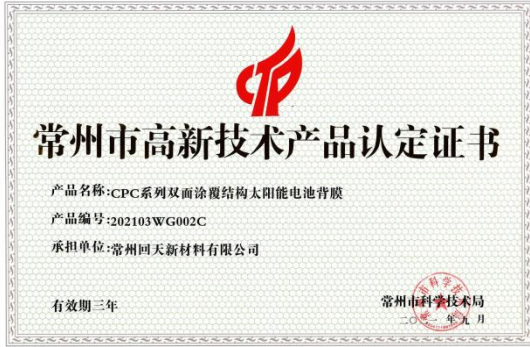 CTP
常州市高新技术产品认定证书
产品名称:CPC系列双面涂覆结构太阳能电池背膜
产品编号:202103WG002C
承担单位:常州回天新材料有限公司
有效期三年
常州市科学技术局
二〇二一年九月